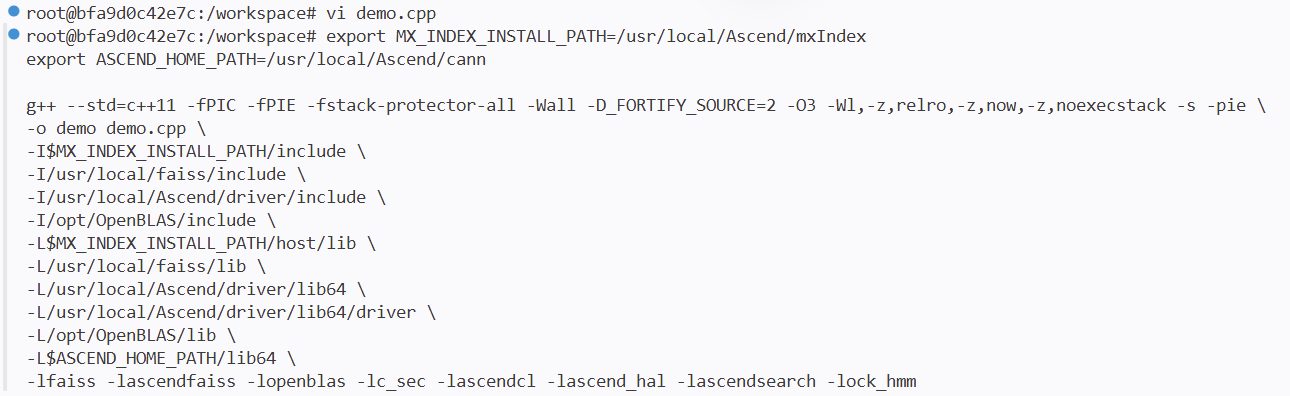 root@bfa9d0c42e7c:/workspace# vi demo.cpp
root@bfa9d0c42e7c:/workspace# export MX_INDEX_INSTALL_PATH=/usr/local/Ascend/mxIndex
export ASCEND_HOME_PATH=/usr/local/Ascend/cann

g++ --std=c++11 -fPIC -fPIE -fstack-protector-all -Wall -D_FORTIFY_SOURCE=2 -O3 -Wl,-z,relro,-z,now,-z,noexecstack -s -pie \
-o demo demo.cpp \
-I$MX_INDEX_INSTALL_PATH/include \
-I/usr/local/faiss/include \
-I/usr/local/Ascend/driver/include \
-I/opt/OpenBLAS/include \
-L$MX_INDEX_INSTALL_PATH/host/lib \
-L/usr/local/faiss/lib \
-L/usr/local/Ascend/driver/lib64 \
-L/usr/local/Ascend/driver/lib64/driver \
-L/opt/OpenBLAS/lib \
-L$ASCEND_HOME_PATH/lib64 \
-lfaiss -lascendfaiss -lopenblas -lc_sec -lascendcl -lascend_hal -lascendsearch -lock_hmm